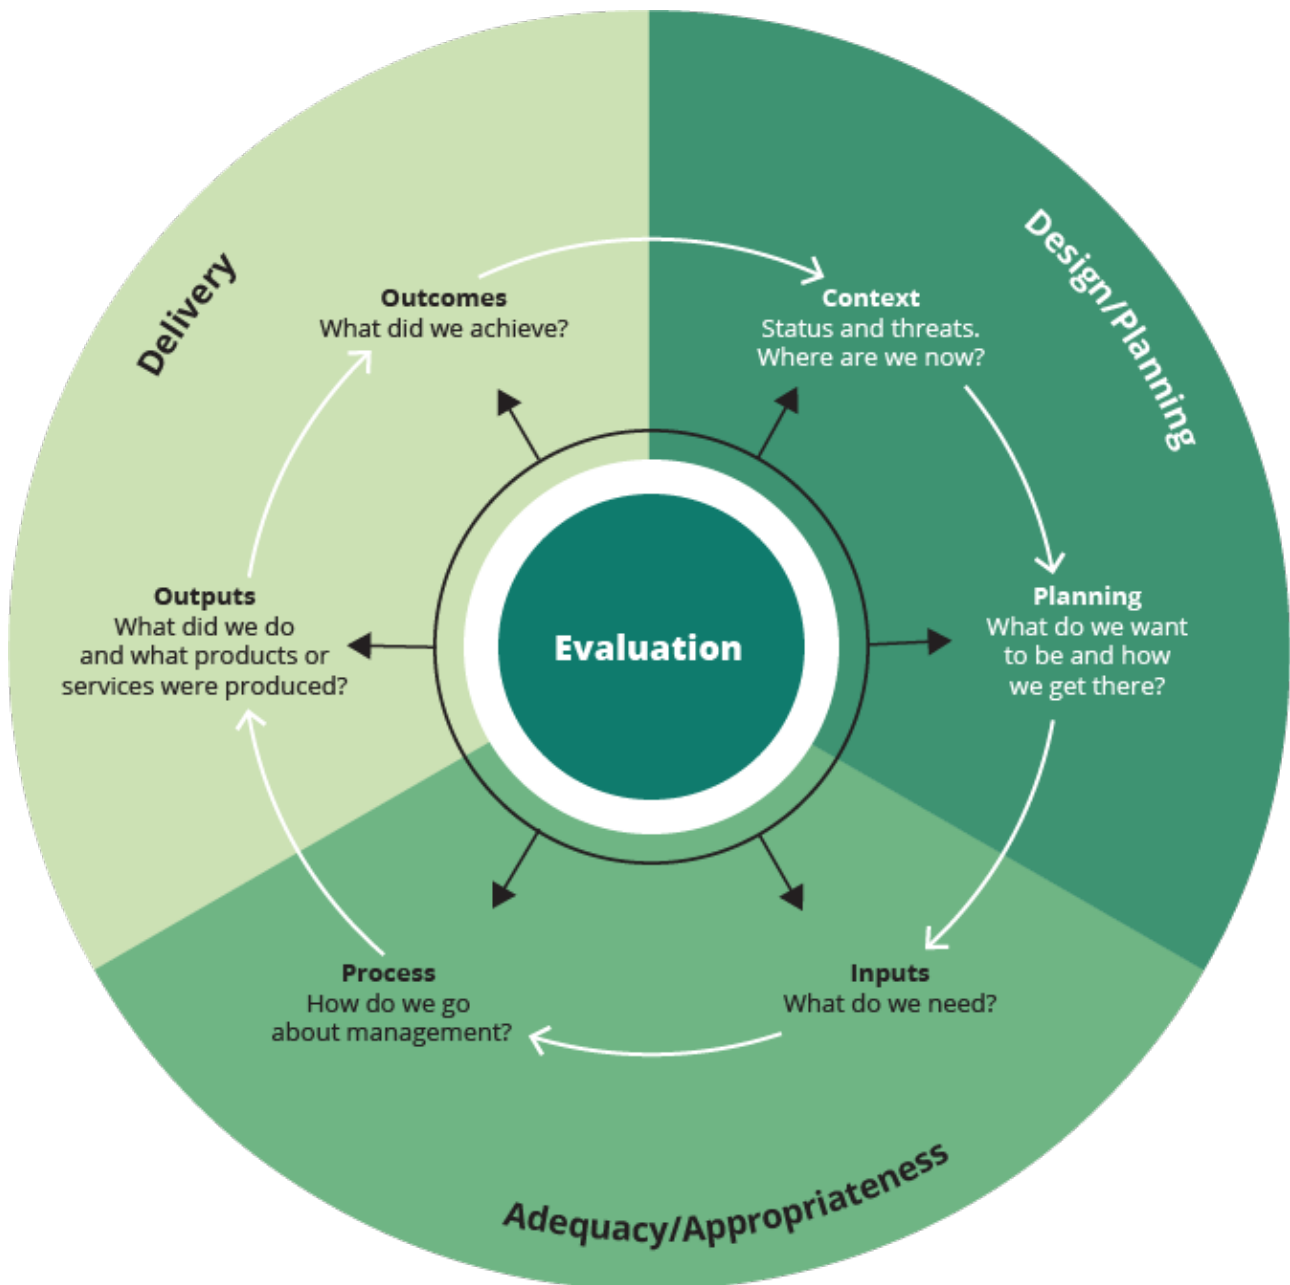 Design/Planning
Context
Status and threats.
Where are we now?
Planning
What do we want
to be and how
we get there?
Adequacy/Appropriateness
Inputs
What do we need?
Process
How do we go
about management?
Delivery
Outputs
What did we do
and what products or
services were produced?
Outcomes
What did we achieve?
Evaluation